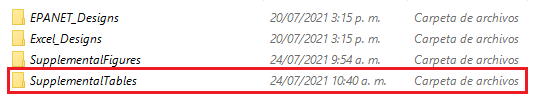 EPANET_Designs 20/07/2021 3:15 p. m. Carpeta de archivos
Excel_Designs 20/07/2021 3:15 p. m. Carpeta de archivos
SupplementalFigures 24/07/2021 9:54 a. m. Carpeta de archivos
SupplementalTables 24/07/2021 10:40 a. m. Carpeta de archivos